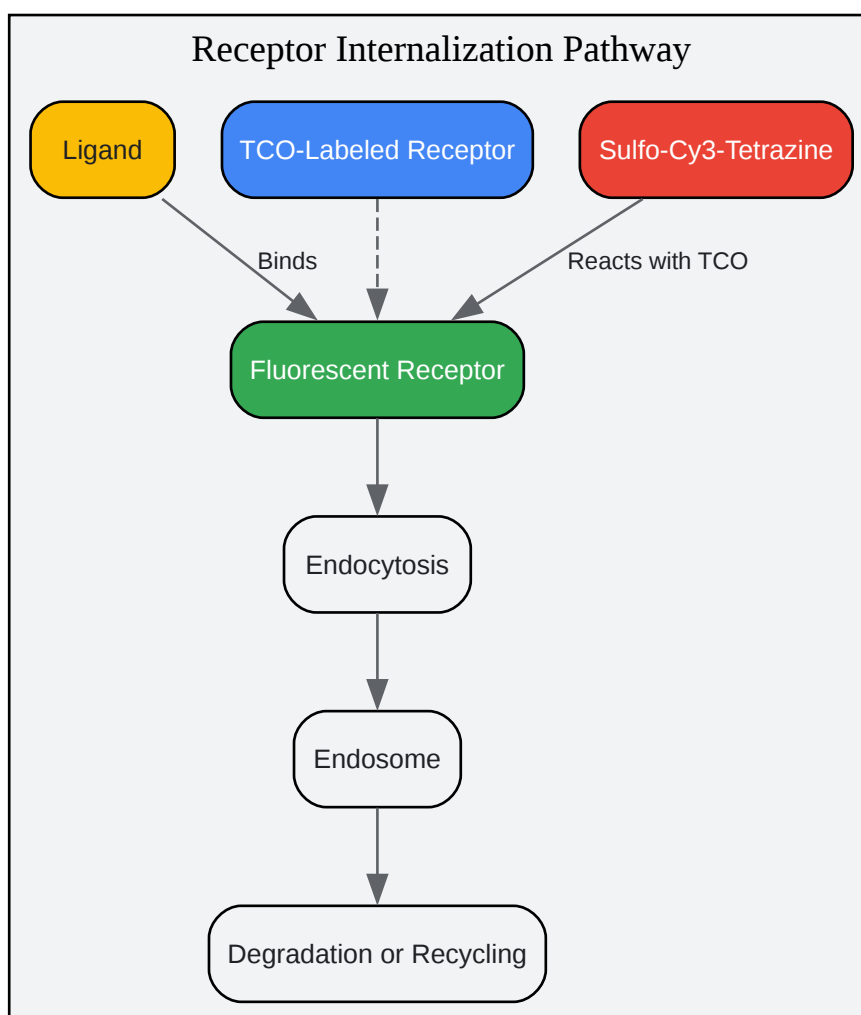 Receptor Internalization Pathway
Ligand
TCO-Labeled Receptor
Sulfo-Cy3-Tetrazine
Binds
Reacts with TCO
Fluorescent Receptor
Endocytosis
Endosome
Degradation or Recycling